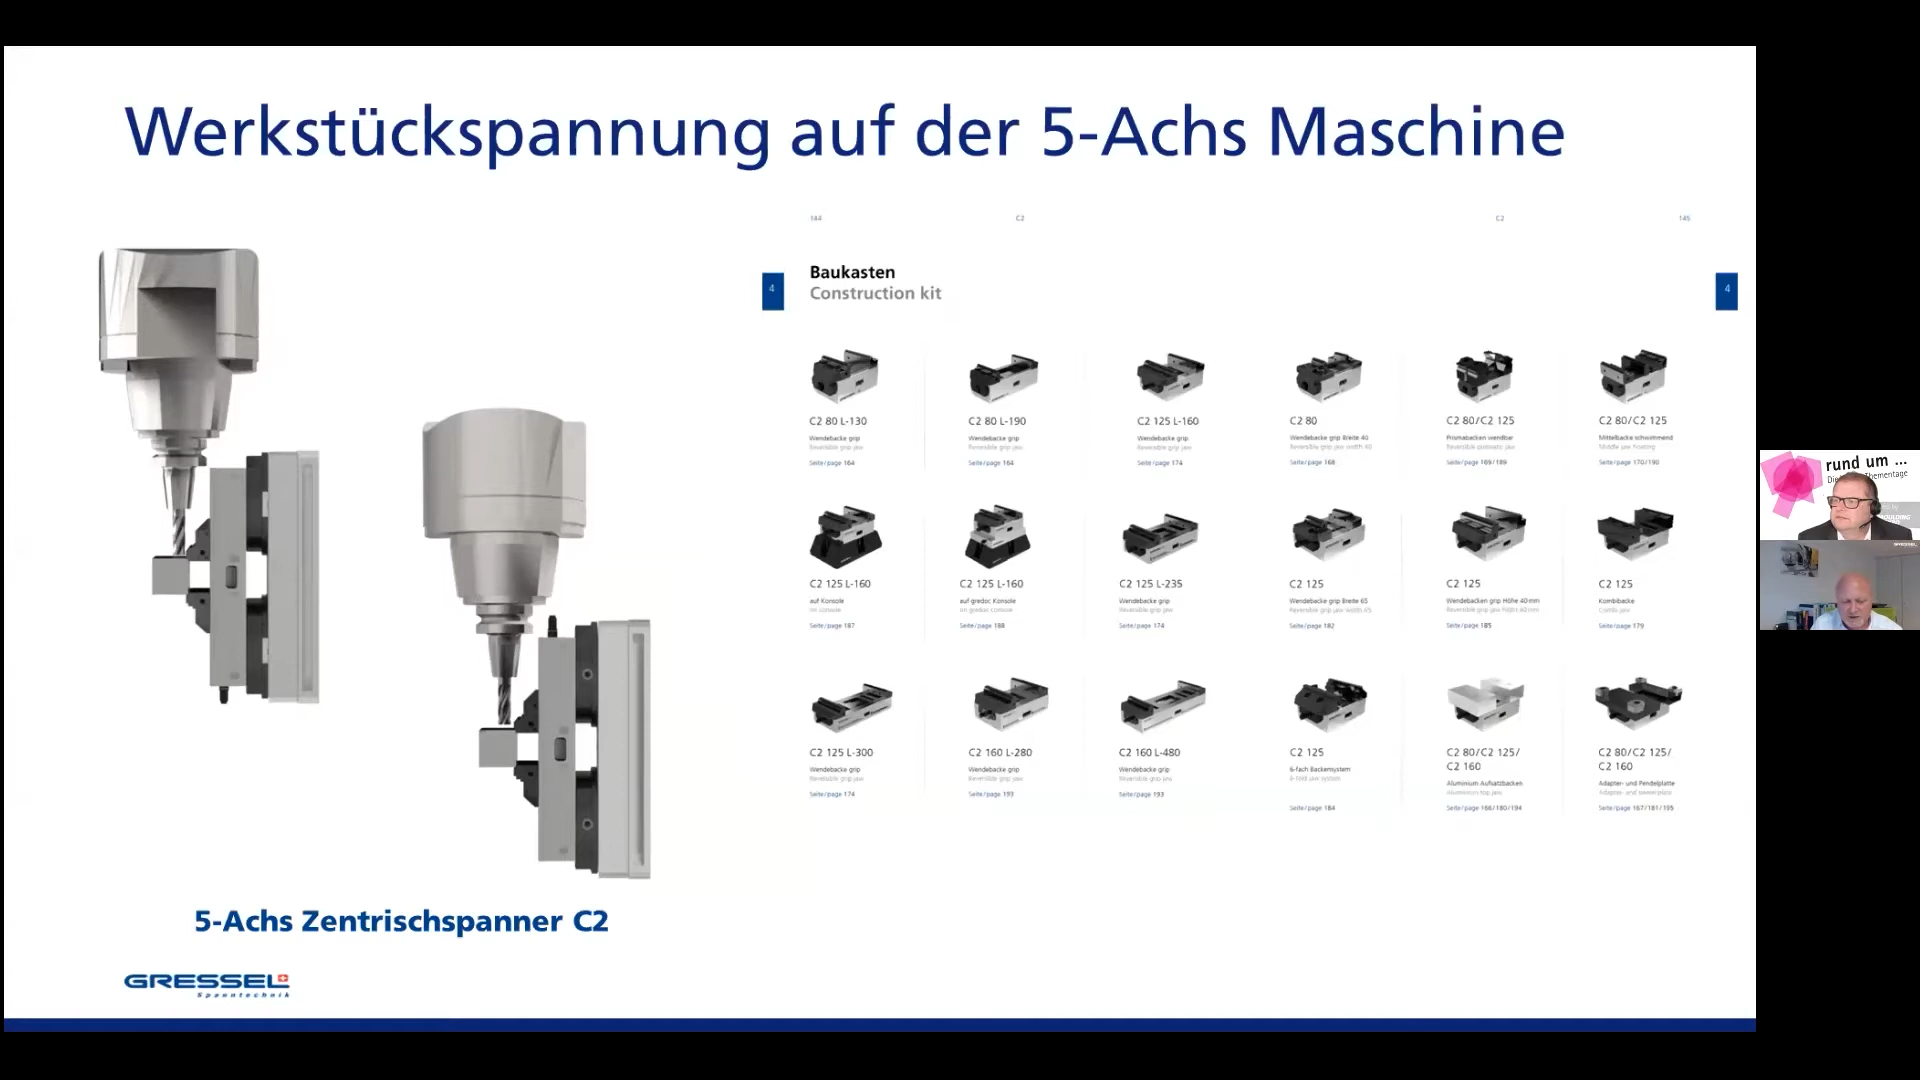 Werkstückspannung auf der 5-Achs Maschine
144 C2 C2 145
4 Baukasten 4
Construction kit
C2 80 L-130
Wendebacke grip
Reversible grip jaw
Seite/page 164
C2 80 L-190
Wendebacke grip
Reversible grip jaw
Seite/page 164
C2 125 L-160
Wendebacke grip
Reversible grip jaw
Seite/page 174
C2 80
Wendebacke grip Breite 40
Reversible grip jaw width 40
Seite/page 168
C2 80/C2 125
Prismabacken wendbar
Reversible prismatic jaw
Seite/page 169/189
C2 80/C2 125
Mittelbacke schwimmend
Middle jaw floating
Seite/page 170/190
C2 125 L-160
auf Konsole
on console
Seite/page 187
C2 125 L-160
auf gredoc Konsole
on gredoc console
Seite/page 188
C2 125 L-235
Wendebacke grip
Reversible grip jaw
Seite/page 174
C2 125
Wendebacke grip Breite 65
Reversible grip jaw width 65
Seite/page 182
C2 125
Wendebacken grip Höhe 40 mm
Reversible grip jaw height 40 mm
Seite/page 185
C2 125
Kombibacke
Combi jaw
Seite/page 179
C2 125 L-300
Wendebacke grip
Reversible grip jaw
Seite/page 174
C2 160 L-280
Wendebacke grip
Reversible grip jaw
Seite/page 193
C2 160 L-480
Wendebacke grip
Reversible grip jaw
Seite/page 193
C2 125
6-fach Backensystem
6-fold jaw system
Seite/page 184
C2 80/C2 125/
C2 160
Aluminium Aufsatzbacken
Aluminium top jaw
Seite/page 166/180/194
C2 80/C2 125/
C2 160
Adapter- und Pendelplatte
Adapter- and swivel plate
Seite/page 167/181/195
5-Achs Zentrischspanner C2
GRESSEL
Spanntechnik
rund um ...
Thementage
GRESSEL